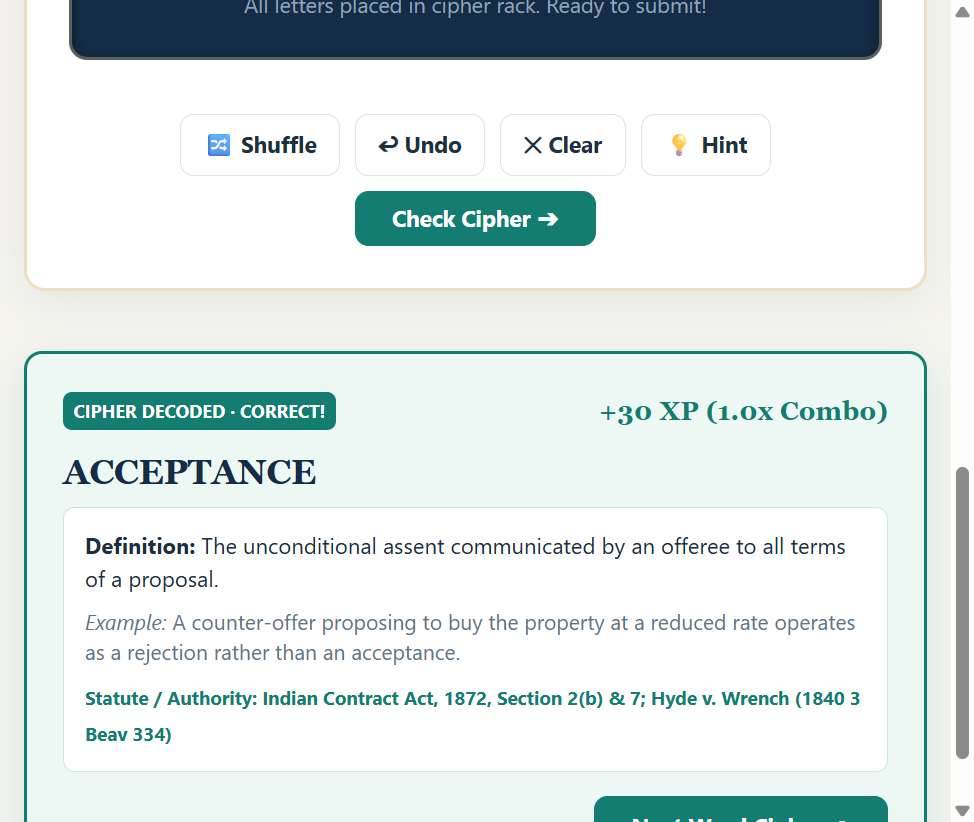 All letters placed in cipher rack. Ready to submit!
Shuffle
Undo
Clear
Hint
Check Cipher ➔
CIPHER DECODED · CORRECT!
+30 XP (1.0x Combo)
ACCEPTANCE
Definition: The unconditional assent communicated by an offeree to all terms
of a proposal.
Example: A counter-offer proposing to buy the property at a reduced rate operates
as a rejection rather than an acceptance.
Statute / Authority: Indian Contract Act, 1872, Section 2(b) & 7; Hyde v. Wrench (1840 3
Beav 334)
Next Word Cipher